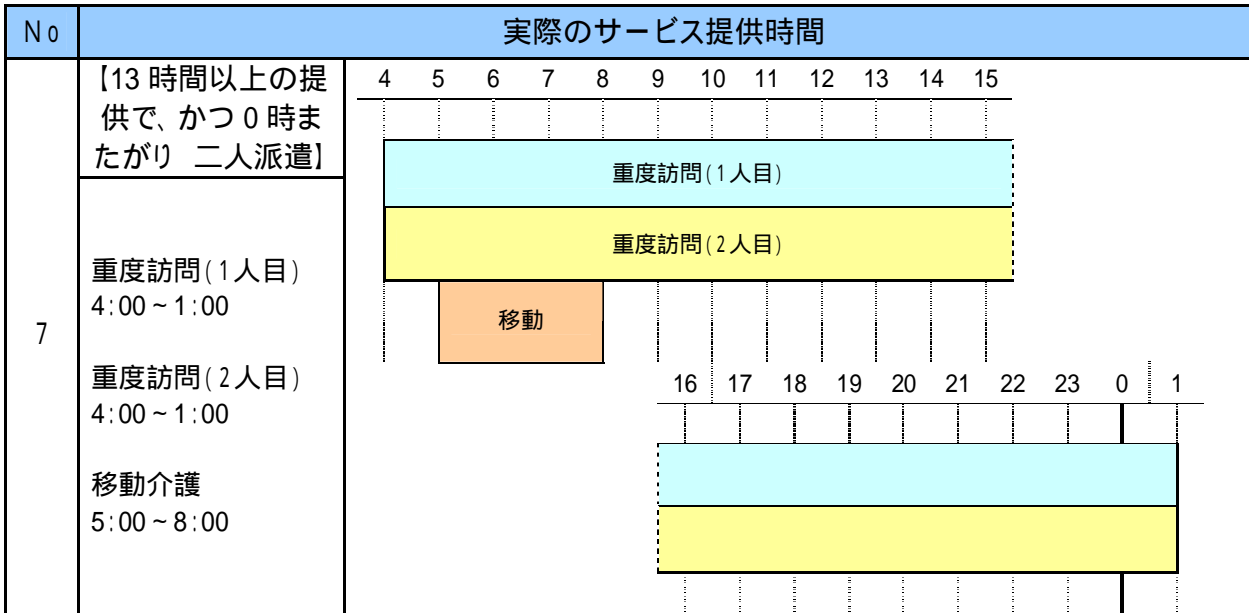 No 実際のサービス提供時間
7
【13時間以上の提
供で、かつ0時ま
たがり 二人派遣】
重度訪問(1人目)
4:00~1:00
重度訪問(2人目)
4:00~1:00
移動介護
5:00~8:00
4 5 6 7 8 9 10 11 12 13 14 15
重度訪問(1人目)
重度訪問(2人目)
移動
16 17 18 19 20 21 22 23 0 1